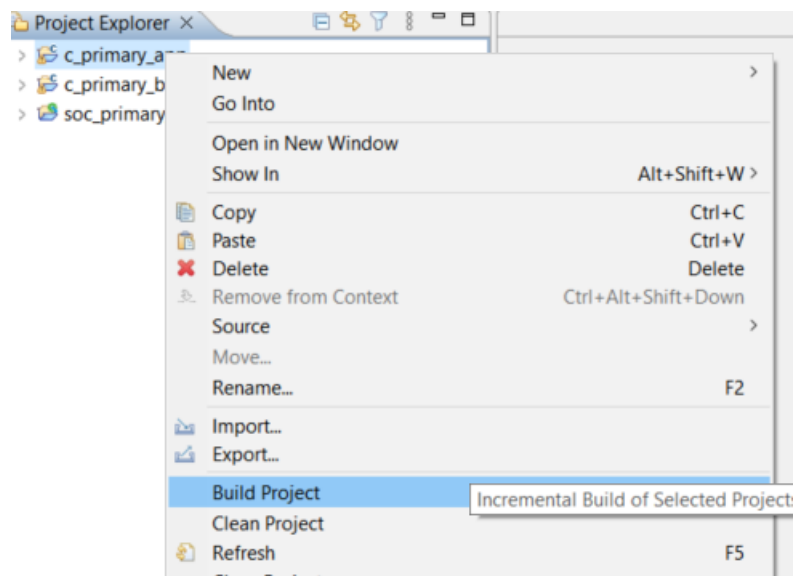 Project Explorer
c_primary_app
c_primary_b
soc_primary
New
Go Into
Open in New Window
Show In Alt+Shift+W
Copy Ctrl+C
Paste Ctrl+V
Delete Delete
Remove from Context Ctrl+Alt+Shift+Down
Source
Move...
Rename... F2
Import...
Export...
Build Project
Incremental Build of Selected Projects
Clean Project
Refresh F5